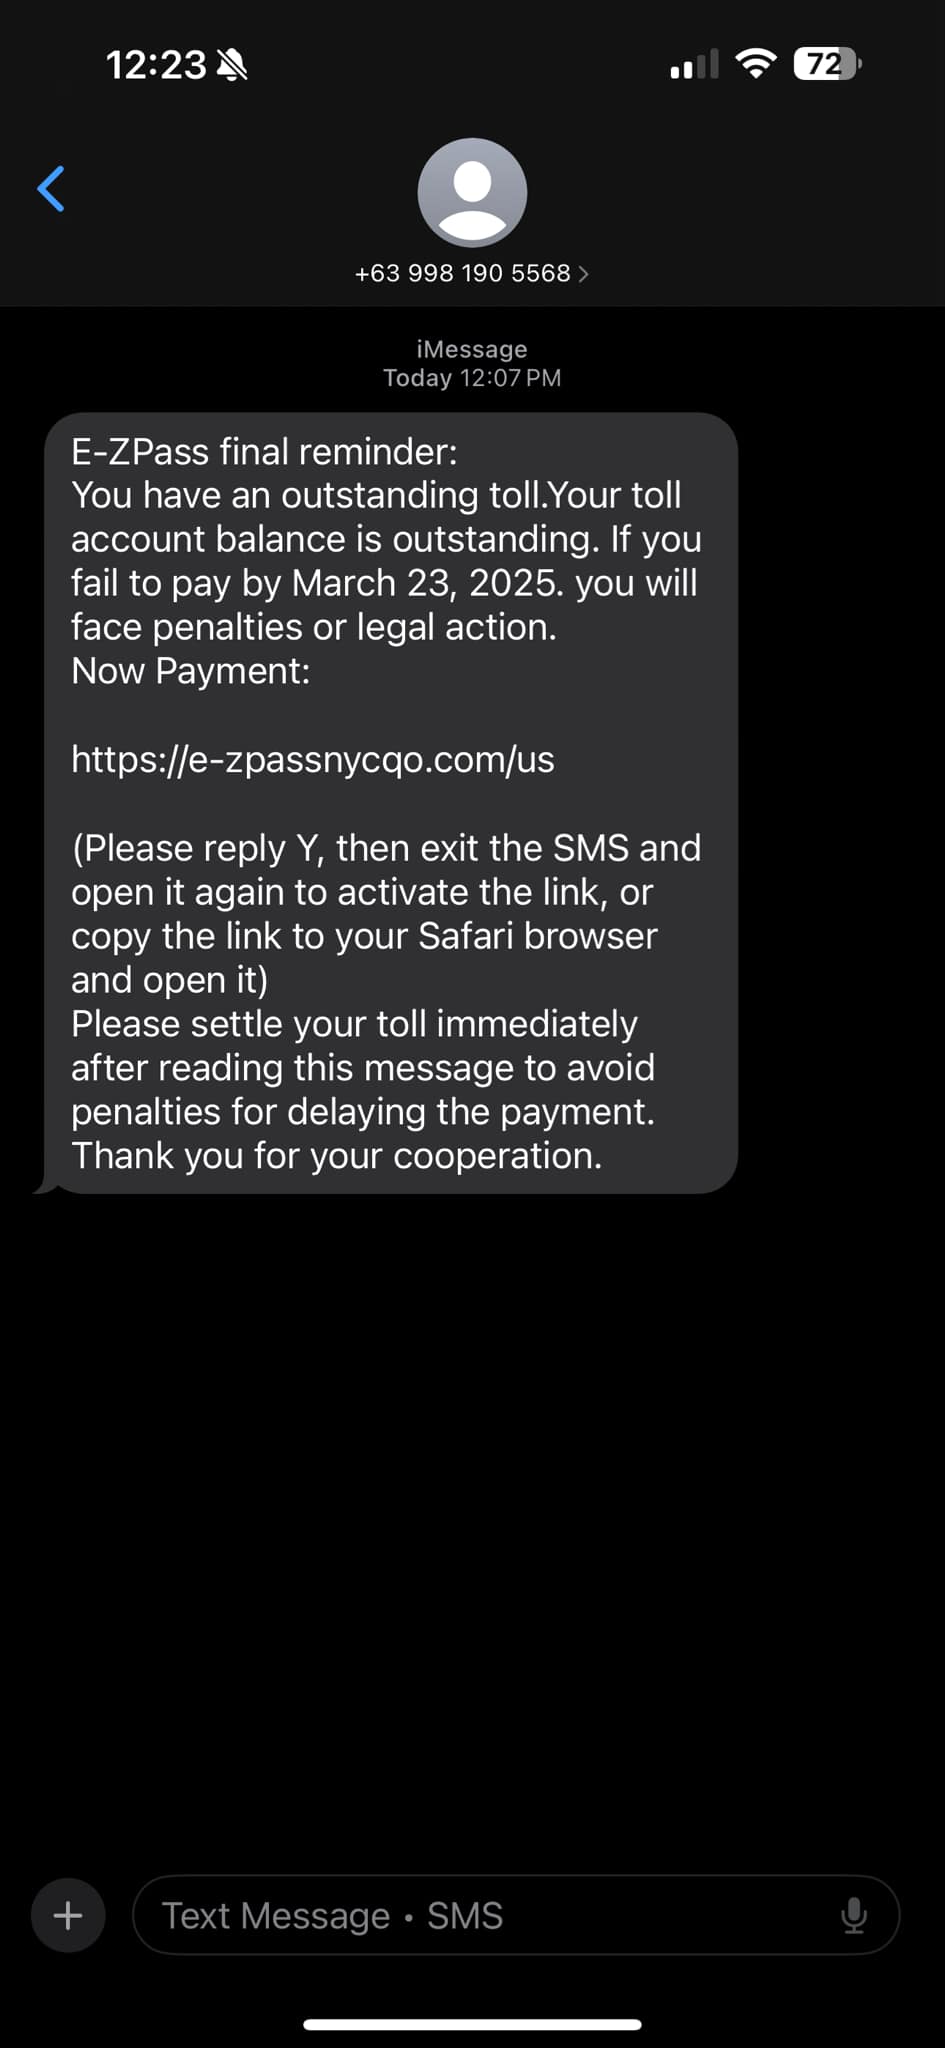 12:23
72
+63 998 190 5568
iMessage
Today 12:07 PM
E-ZPass final reminder:
You have an outstanding toll.Your toll
account balance is outstanding. If you
fail to pay by March 23, 2025. you will
face penalties or legal action.
Now Payment:
https://e-zpassnycqo.com/us
(Please reply Y, then exit the SMS and
open it again to activate the link, or
copy the link to your Safari browser
and open it)
Please settle your toll immediately
after reading this message to avoid
penalties for delaying the payment.
Thank you for your cooperation.
Text Message • SMS